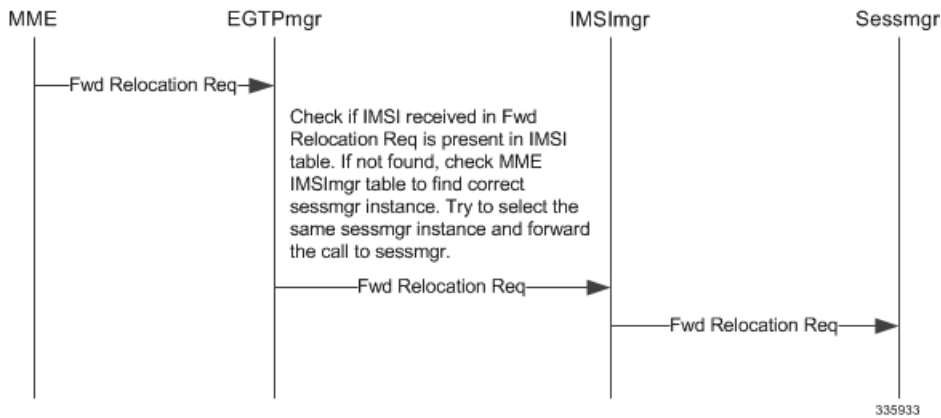 MME EGTPmgr IMSImgr Sessmgr
Fwd Relocation Req
Check if IMSI received in Fwd
Relocation Req is present in IMSI
table. If not found, check MME
IMSImgr table to find correct
sessmgr instance. Try to select the
same sessmgr instance and forward
the call to sessmgr.
Fwd Relocation Req
Fwd Relocation Req
335933